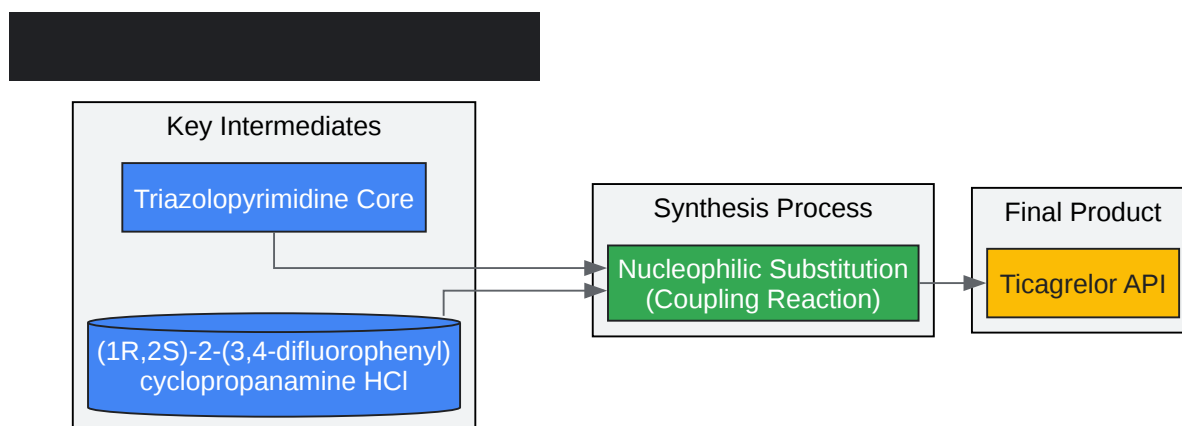 Key Intermediates
Triazolopyrimidine Core
(1R,2S)-2-(3,4-difluorophenyl)
cyclopropanamine HCl
Synthesis Process
Nucleophilic Substitution
(Coupling Reaction)
Final Product
Ticagrelor API